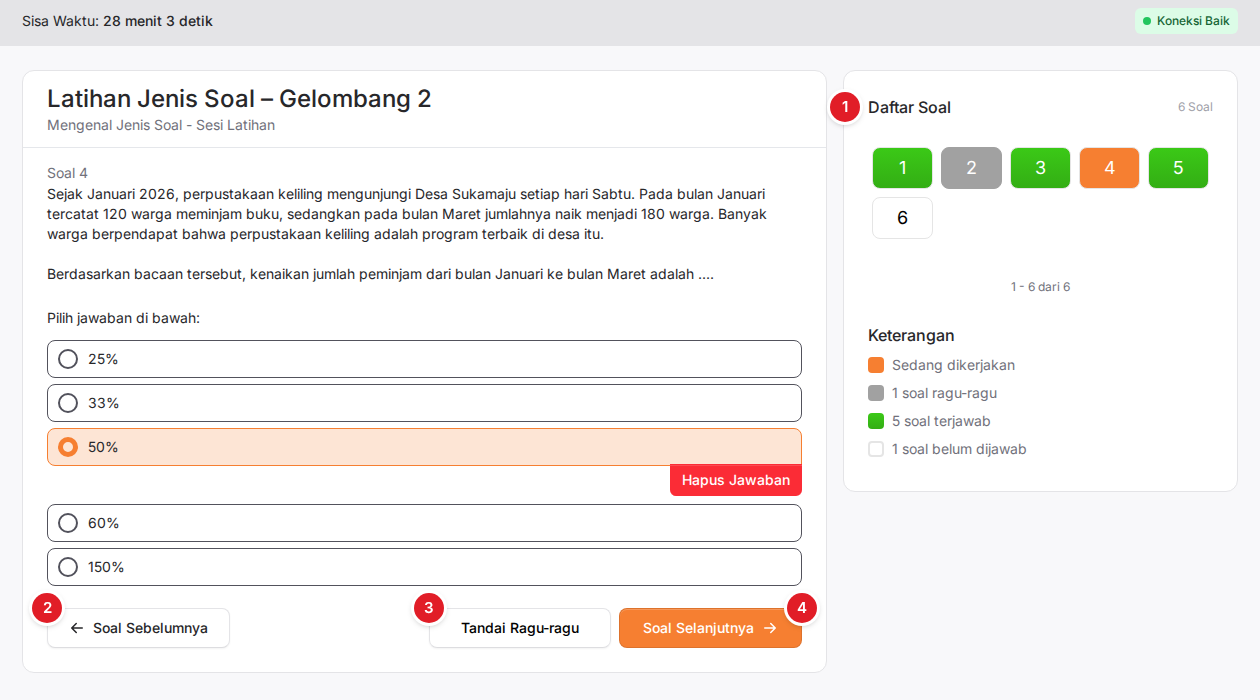 Sisa Waktu: 28 menit 3 detik
Koneksi Baik
Latihan Jenis Soal – Gelombang 2
Mengenal Jenis Soal - Sesi Latihan
Soal 4
Sejak Januari 2026, perpustakaan keliling mengunjungi Desa Sukamaju setiap hari Sabtu. Pada bulan Januari
tercatat 120 warga meminjam buku, sedangkan pada bulan Maret jumlahnya naik menjadi 180 warga. Banyak
warga berpendapat bahwa perpustakaan keliling adalah program terbaik di desa itu.
Berdasarkan bacaan tersebut, kenaikan jumlah peminjam dari bulan Januari ke bulan Maret adalah ....
Pilih jawaban di bawah:
25%
33%
50%
Hapus Jawaban
60%
150%
2
← Soal Sebelumnya
3
Tandai Ragu-ragu
4
Soal Selanjutnya →
1
Daftar Soal
6 Soal
1 2 3 4 5
6
1 - 6 dari 6
Keterangan
Sedang dikerjakan
1 soal ragu-ragu
5 soal terjawab
1 soal belum dijawab